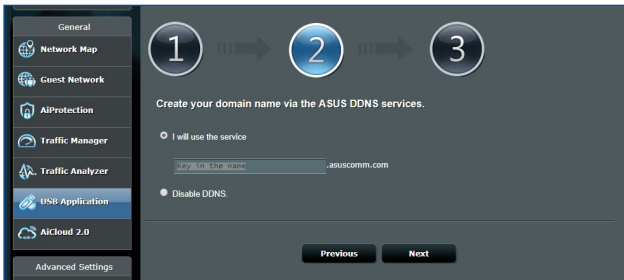 General
Network Map
Guest Network
AiProtection
Traffic Manager
Traffic Analyzer
USB Application
AiCloud 2.0
Advanced Settings
1
2
3
Create your domain name via the ASUS DDNS services.
I will use the service
Key in the name .asuscomm.com
Disable DDNS.
Previous Next